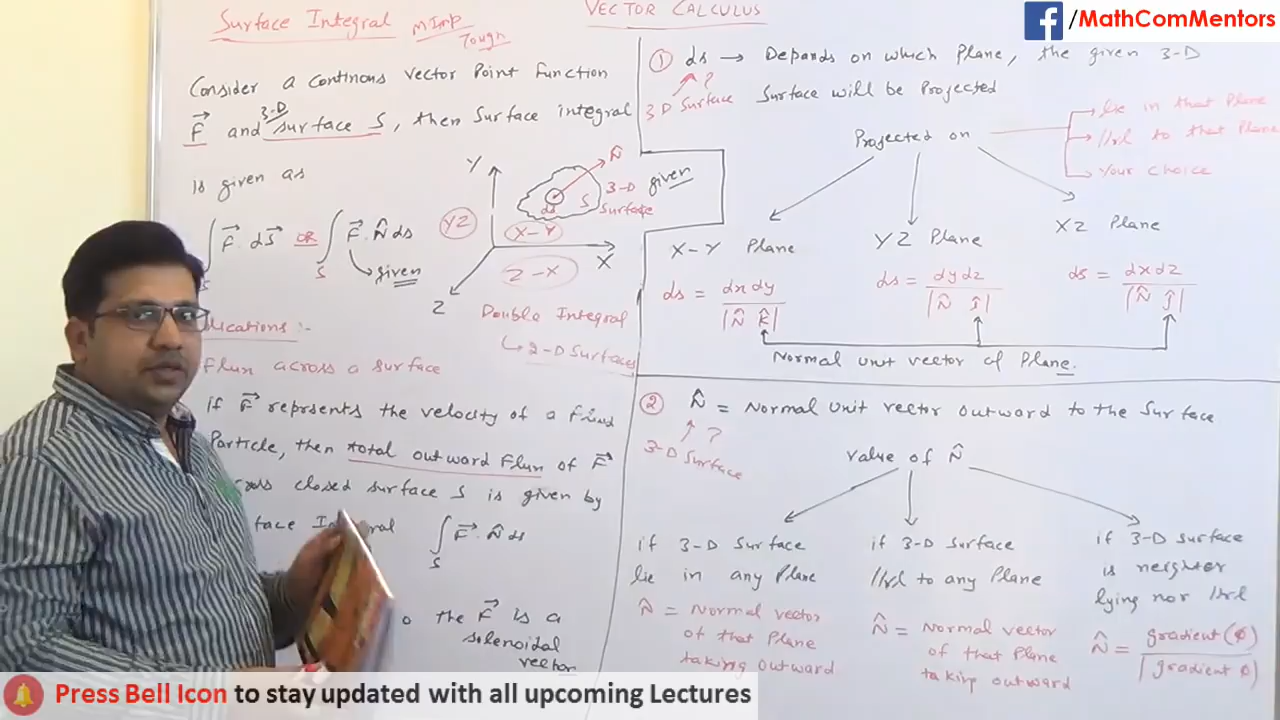 VECTOR CALCULUS
/MathComMentors
Surface Integral
mImp
Tough
Consider a continous vector Point Function
F and surface S, then Surface integral
3-D
is given as
∫S F. dS OR ∫S F. N̂ ds
given
Y
X
Z
YZ
X-Y
Z-X
N̂
ds
S
3-D
Surface
given
Double Integral
↳ 2-D Surfaces
lications :-
Flux across a surface
if F reprsents the velocity of a fluid
Particle, then total outward Flux of F
cross closed surface S is given by
face Integral ∫S F. N̂ ds
o the F is a
solenoidal
vector
① ds → Depends on which Plane, the given 3-D
Surface will be Projected
?
3D Surface
Projected on
lie in that Plane
//rl to that Plane
Your choice
X-Y Plane
YZ Plane
XZ Plane
ds = dx dy / |N̂ k̂|
ds = dy dz / |N̂ Ĵ|
ds = dx dz / |N̂ Ĵ|
Normal unit vector of Plane.
② N̂ = Normal Unit vector outward to the Surface
?
3-D Surface
value of N̂
if 3-D Surface
lie in any Plane
N̂ = Normal vector
of that Plane
taking outward
if 3-D Surface
//rl to any Plane
N̂ = Normal vector
of that Plane
takin outward
if 3-D surface
is neighter
lying nor //rl
N̂ = gradient (φ) / |gradient φ|
Press Bell Icon to stay updated with all upcoming Lectures